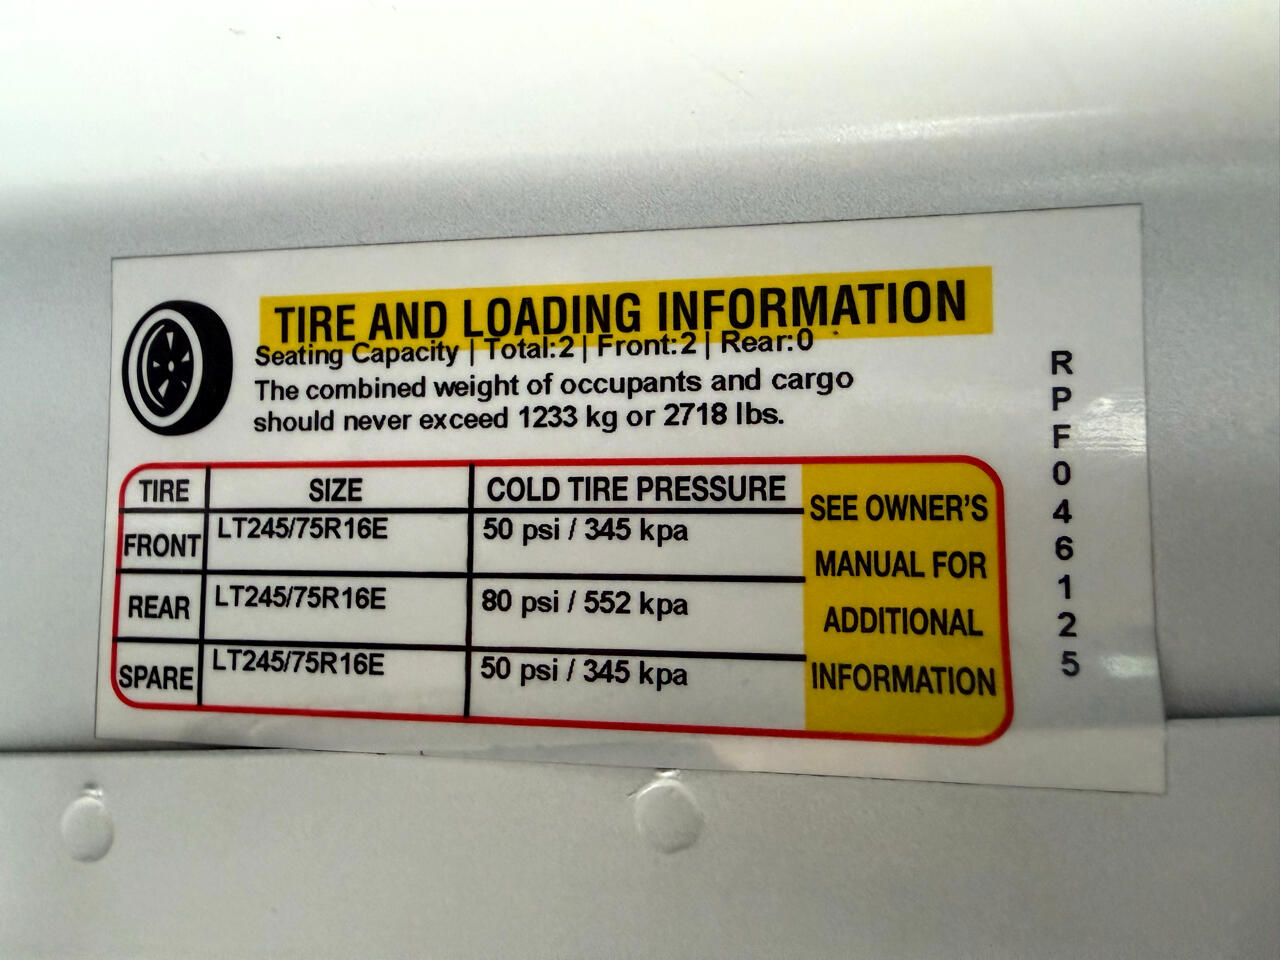 TIRE AND LOADING INFORMATION
Seating Capacity | Total:2 | Front:2 | Rear:0
The combined weight of occupants and cargo
should never exceed 1233 kg or 2718 lbs.
TIRE SIZE COLD TIRE PRESSURE
FRONT LT245/75R16E 50 psi / 345 kpa
REAR LT245/75R16E 80 psi / 552 kpa
SPARE LT245/75R16E 50 psi / 345 kpa
SEE OWNER'S
MANUAL FOR
ADDITIONAL
INFORMATION
RPF046125